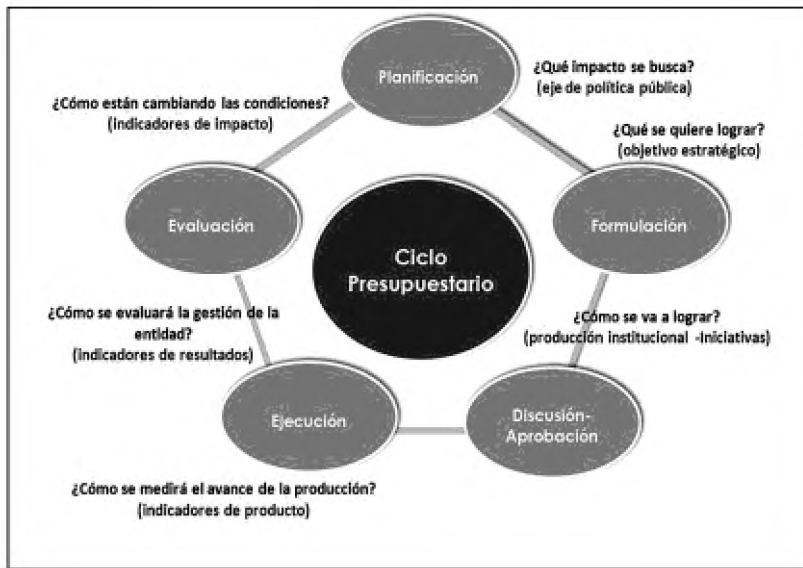 Planificación
¿Qué impacto se busca?
(eje de política pública)
¿Qué se quiere lograr?
(objetivo estratégico)
Formulación
¿Cómo se va a lograr?
(producción institucional -Iniciativas)
Discusión-
Aprobación
Ejecución
¿Cómo se medirá el avance de la producción?
(indicadores de producto)
¿Cómo se evaluará la gestión de la
entidad?
(indicadores de resultados)
Evaluación
¿Cómo están cambiando las condiciones?
(indicadores de impacto)
Ciclo
Presupuestario